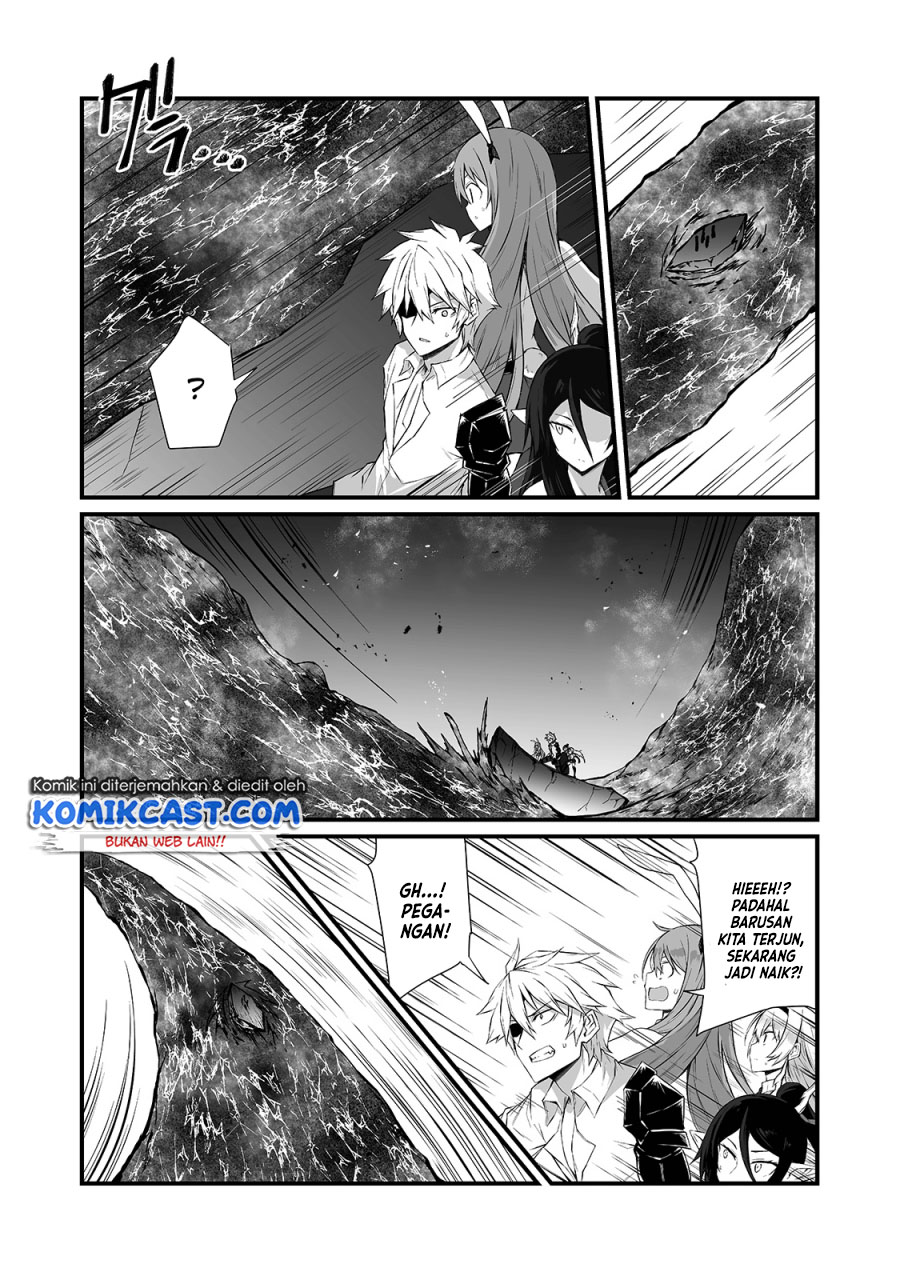 グラ...
?
Komik ini diterjemahkan & diedit oleh
KOMIKCAST.COM
BUKAN WEB LAIN!!
HIEEEH!?
PADAHAL
BARUSAN
KITA TERJUN,
SEKARANG
JADI NAIK?!
GH...!
PEGA-
NGAN!